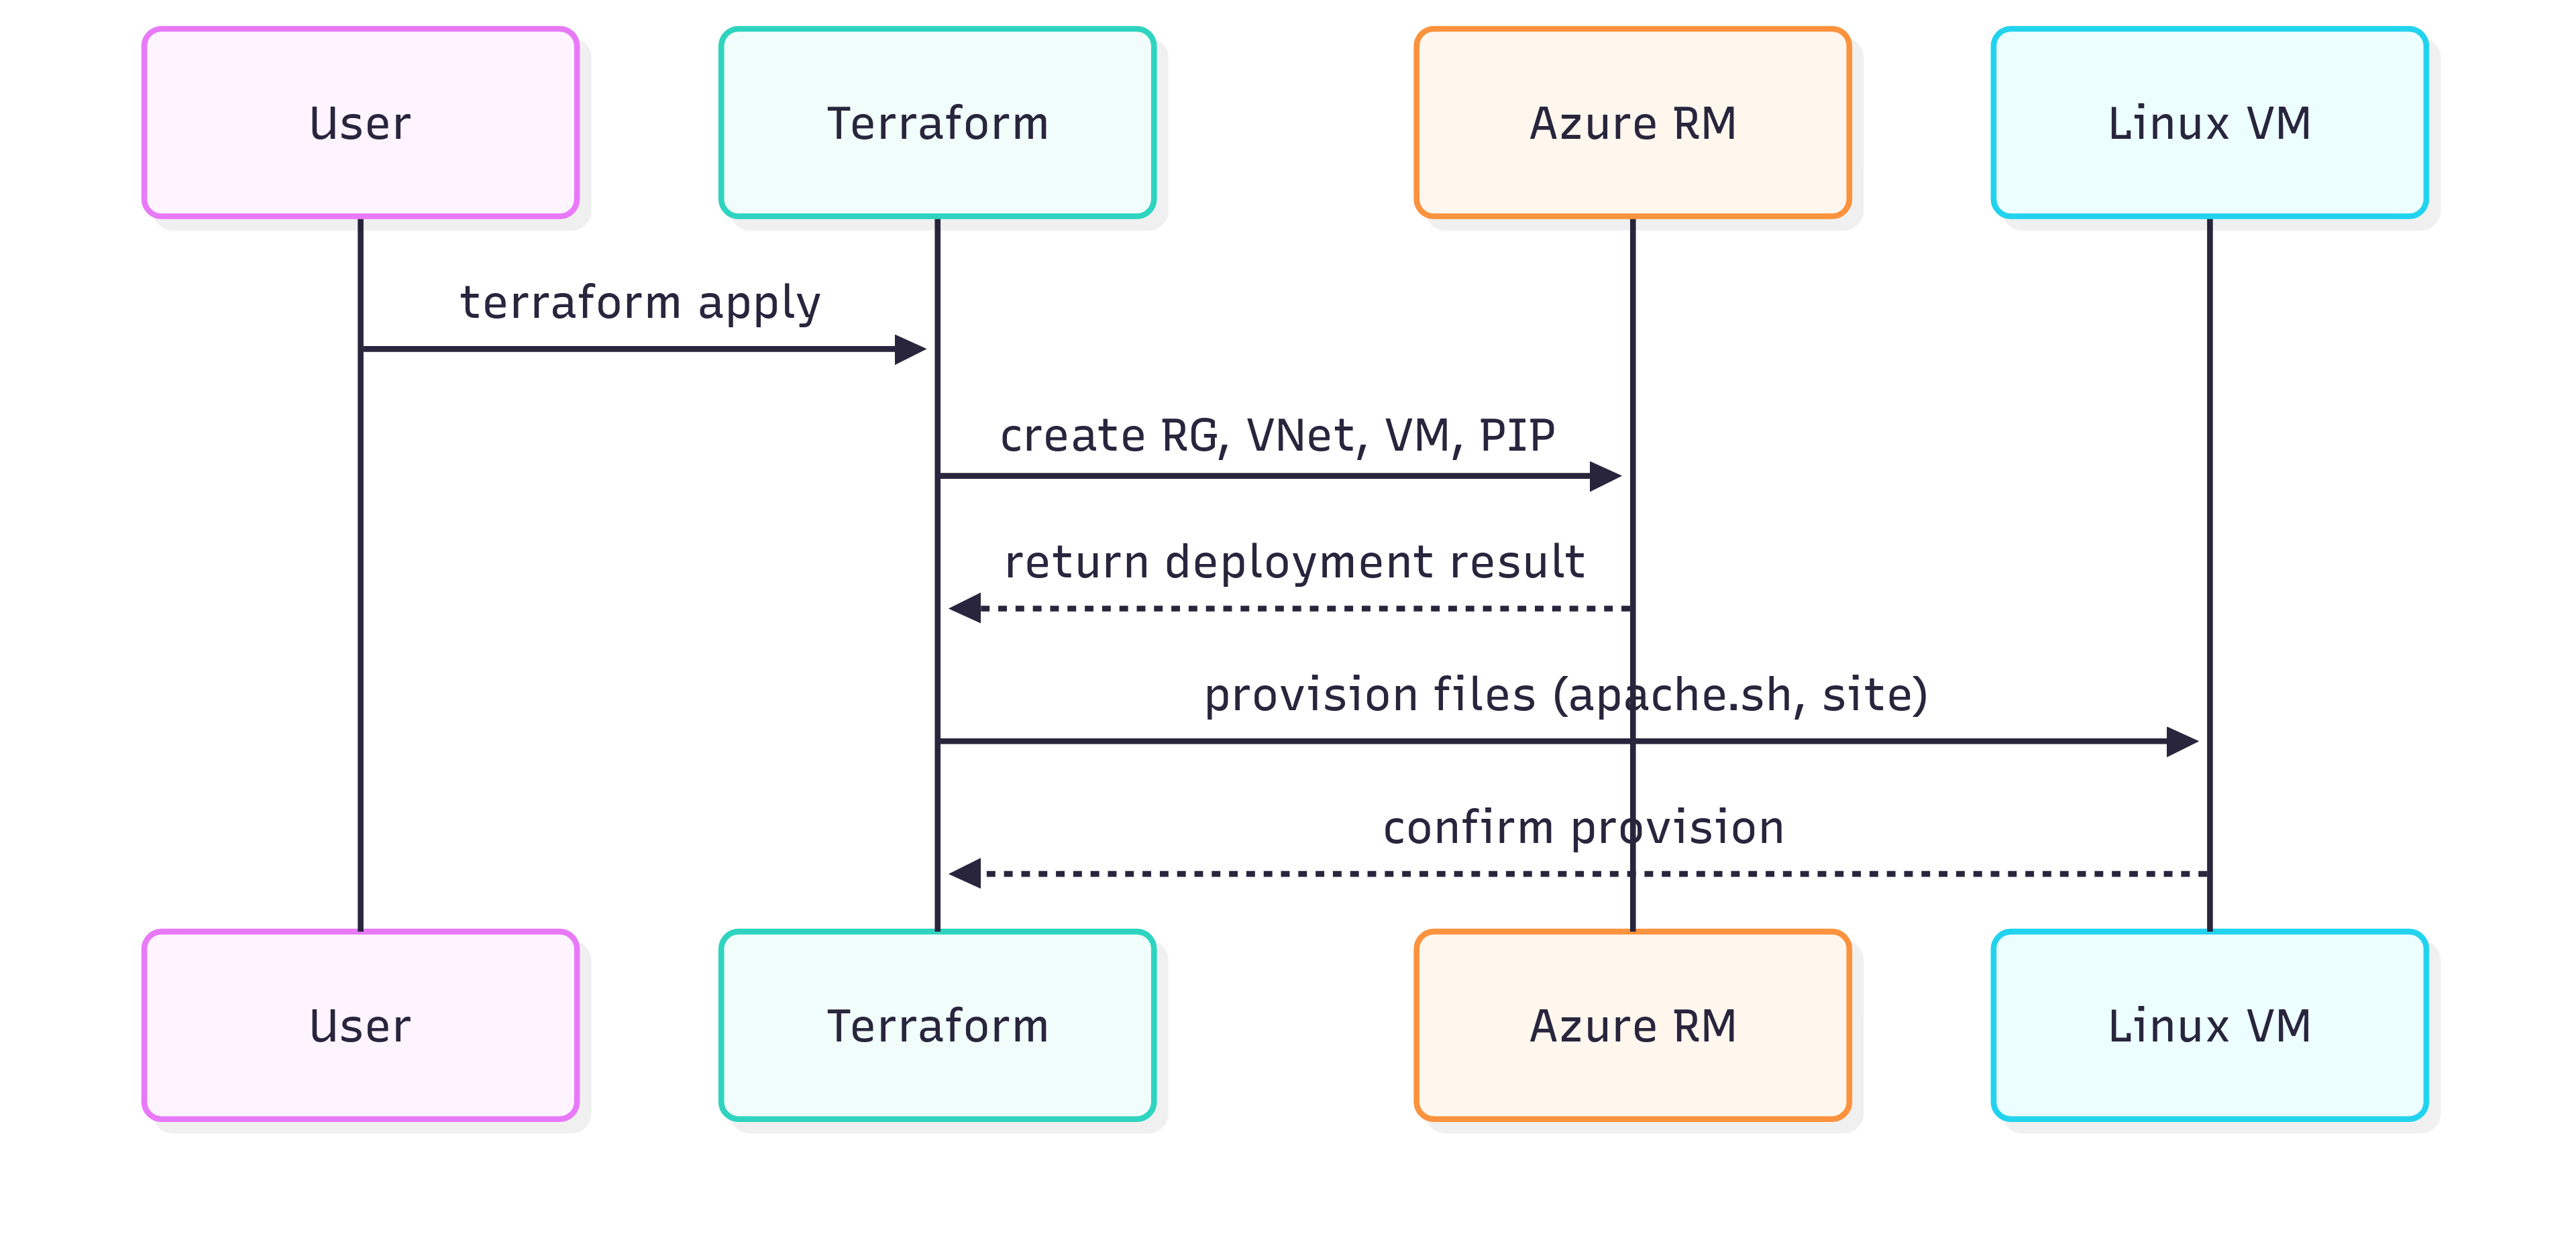 User
Terraform
Azure RM
Linux VM
terraform apply
create RG, VNet, VM, PIP
return deployment result
provision files (apache.sh, site)
confirm provision
User
Terraform
Azure RM
Linux VM